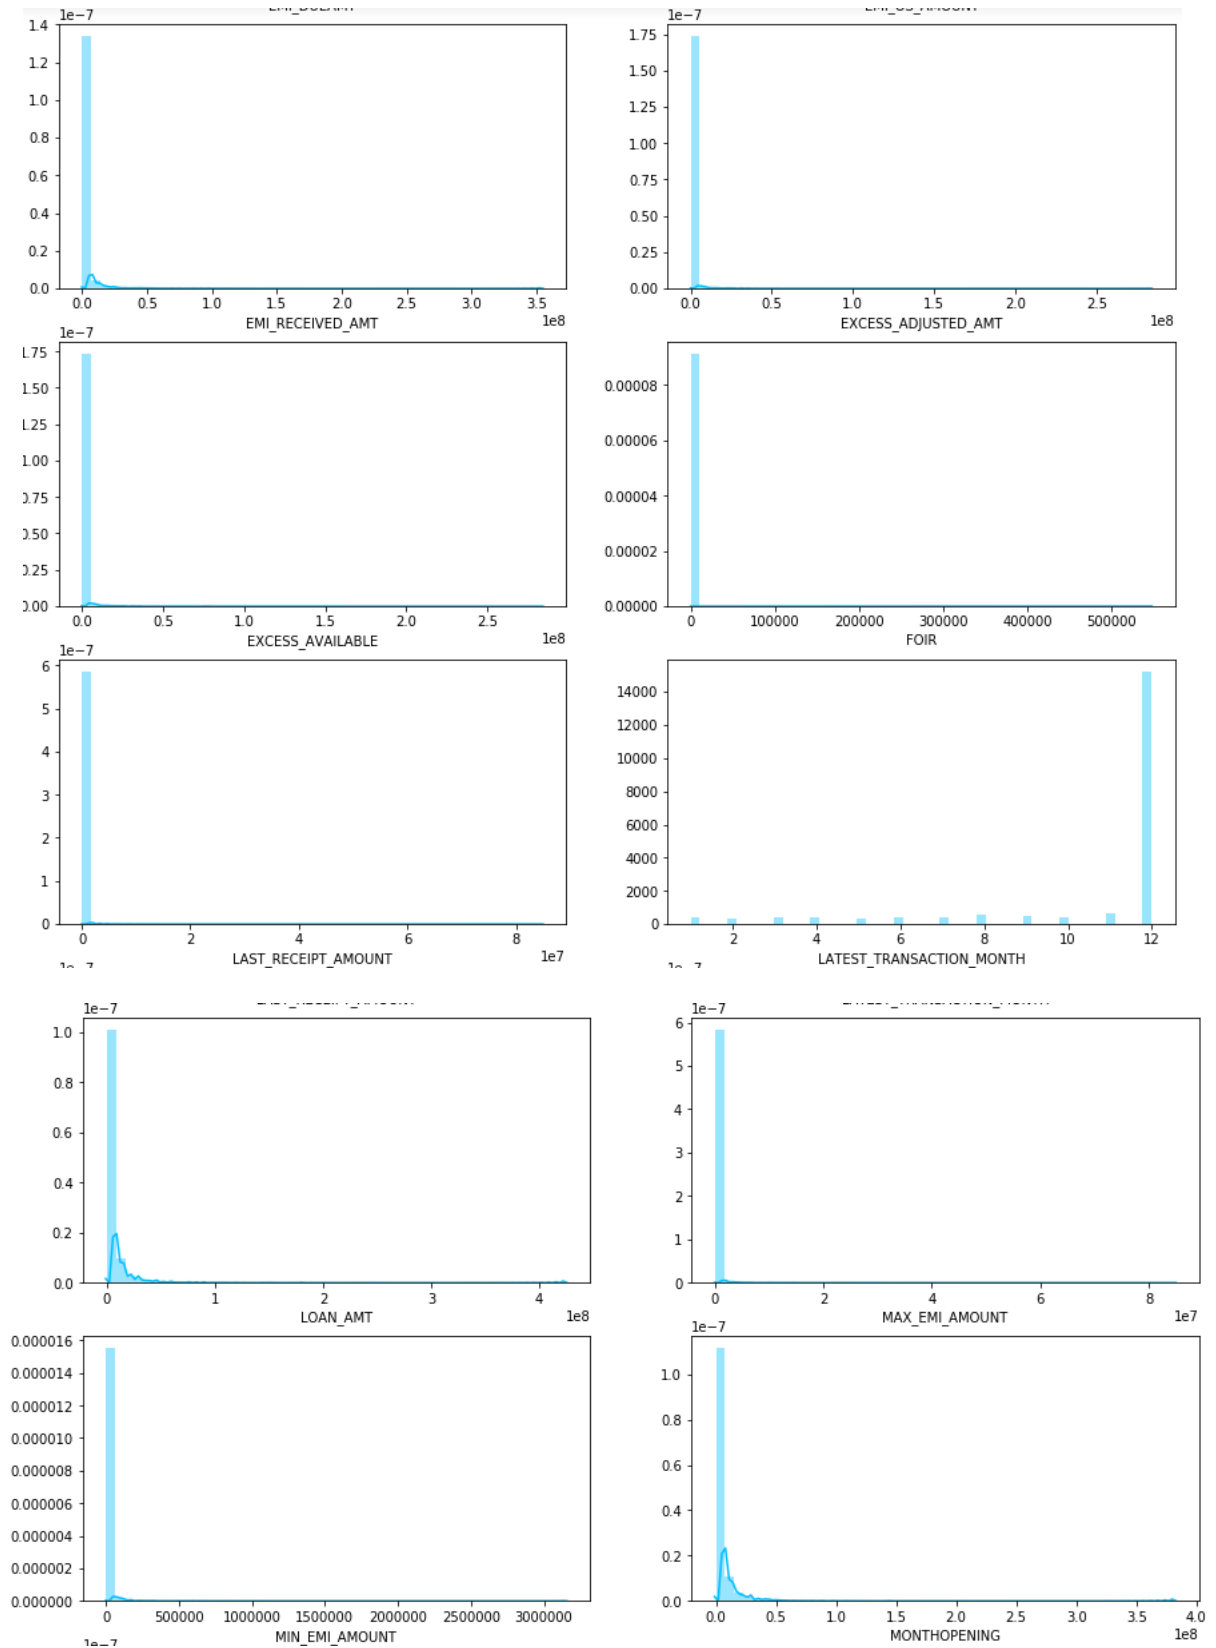 1e−7
1.4
1.2
1.0
0.8
0.6
0.4
0.2
0.0
0.0 0.5 1.0 1.5 2.0 2.5 3.0 3.5
1e8
EMI_RECEIVED_AMT
1e−7
1.75
1.50
1.25
1.00
0.75
0.50
0.25
0.00
0.0 0.5 1.0 1.5 2.0 2.5
1e8
EXCESS_ADJUSTED_AMT
1e−7
1.50
1.25
1.00
0.0 0.5 1.0 1.5 2.0 2.5
1e8
EXCESS_AVAILABLE
0.00008
0.00006
0.00004
0.00002
0.00000
0 100000 200000 300000 400000 500000
FOIR
1e−7
6
5
4
3
2
1
0
0 2 4 6 8
1e7
LAST_RECEIPT_AMOUNT
14000
12000
10000
8000
6000
4000
2000
0
2 4 6 8 10 12
LATEST_TRANSACTION_MONTH
1e−7
1.0
0.8
0.6
0.4
0.2
0.0
0 1 2 3 4
1e8
LOAN_AMT
1e−7
6
5
4
3
2
1
0
0 2 4 6 8
1e7
MAX_EMI_AMOUNT
0.000016
0.000014
0.000012
0.000010
0.000008
0.000006
0.000004
0.000002
0.000000
0 500000 1000000 1500000 2000000 2500000 3000000
MIN_EMI_AMOUNT
1e−7
1.0
0.8
0.6
0.4
0.2
0.0
0.0 0.5 1.0 1.5 2.0 2.5 3.0 3.5 4.0
1e8
MONTHOPENING